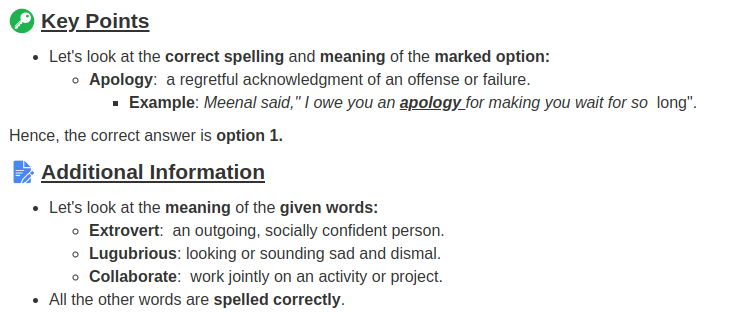 Key Points
• Let's look at the correct spelling and meaning of the marked option:
◦ Apology:  a regretful acknowledgment of an offense or failure.
▪ Example: Meenal said," I owe you an apology for making you wait for so  long".
Hence, the correct answer is option 1.
Additional Information
• Let's look at the meaning of the given words:
◦ Extrovert:  an outgoing, socially confident person.
◦ Lugubrious: looking or sounding sad and dismal.
◦ Collaborate:  work jointly on an activity or project.
• All the other words are spelled correctly.